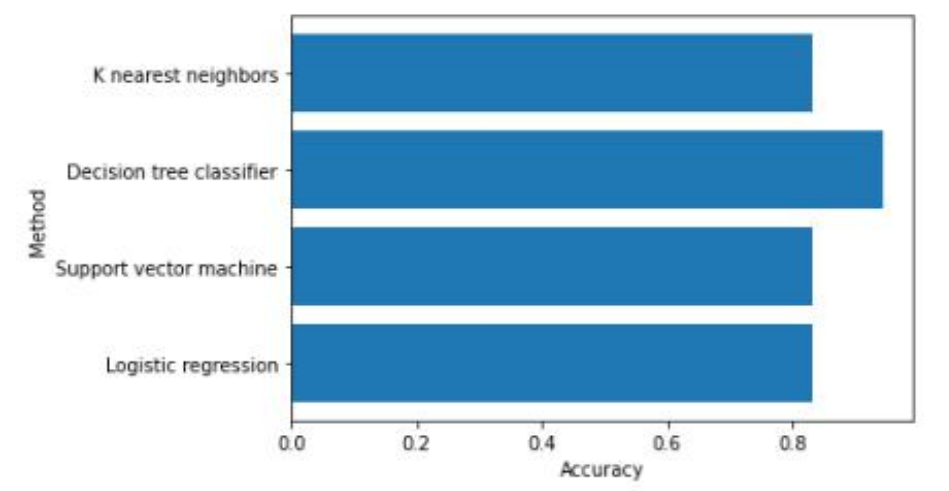 K nearest neighbors
Decision tree classifier
Method
Support vector machine
Logistic regression
0.0 0.2 0.4 0.6 0.8
Accuracy